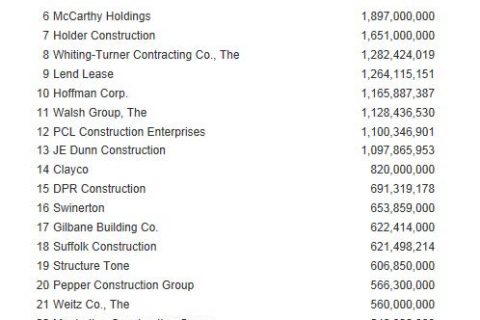 6 McCarthy Holdings 1,897,000,000
7 Holder Construction 1,651,000,000
8 Whiting-Turner Contracting Co., The 1,282,424,019
9 Lend Lease 1,264,115,151
10 Hoffman Corp. 1,165,887,387
11 Walsh Group, The 1,128,436,530
12 PCL Construction Enterprises 1,100,346,901
13 JE Dunn Construction 1,097,865,953
14 Clayco 820,000,000
15 DPR Construction 691,319,178
16 Swinerton 653,859,000
17 Gilbane Building Co. 622,414,000
18 Suffolk Construction 621,498,214
19 Structure Tone 606,850,000
20 Pepper Construction Group 566,300,000
21 Weitz Co., The 560,000,000